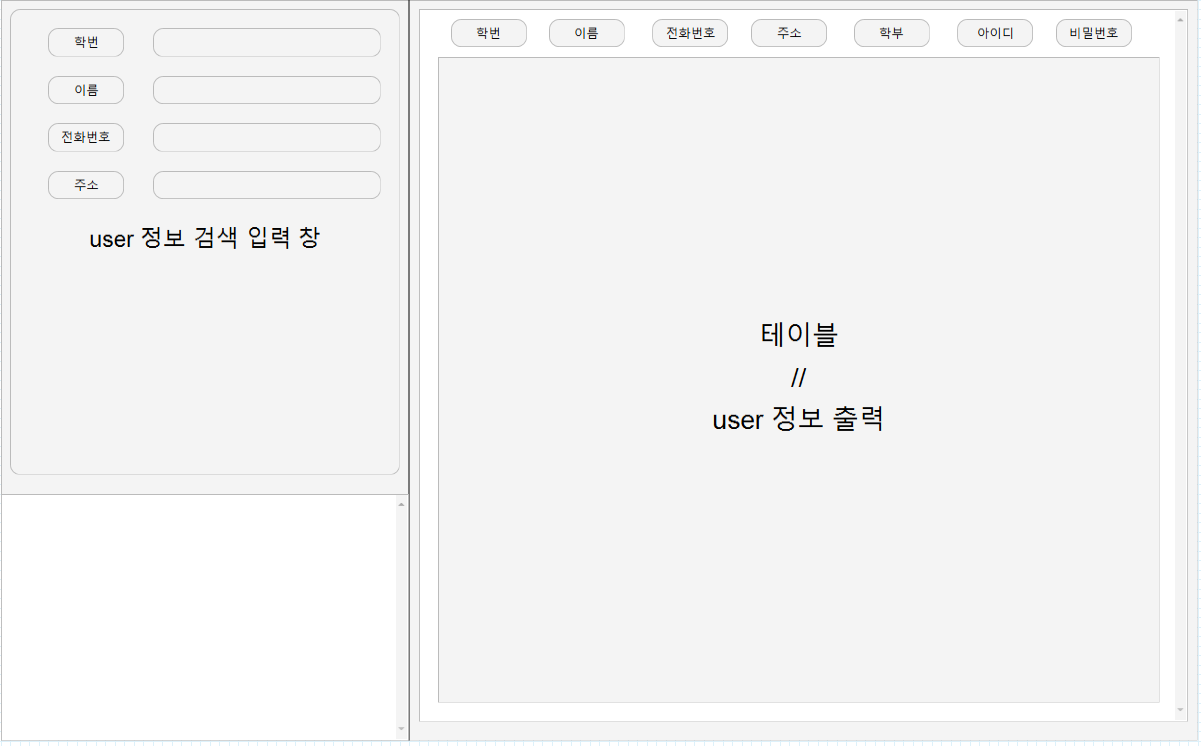 학번
이름
전화번호
주소
user 정보 검색 입력 창
학번 이름 전화번호 주소 학부 아이디 비밀번호
테이블
//
user 정보 출력